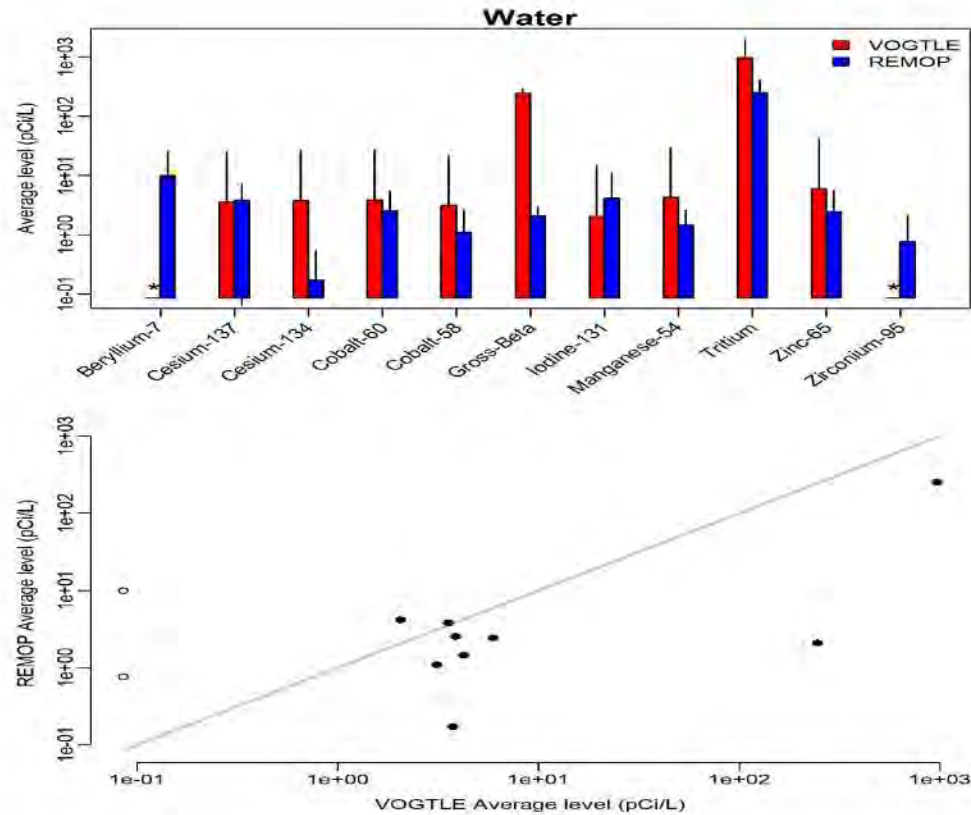 Water
VOGTLE
REMOP
Average level (pCi/L)
1e+03
1e+02
1e+01
1e+00
1e-01
*
*
Beryllium-7
Cesium-137
Cesium-134
Cobalt-60
Cobalt-58
Gross-Beta
Iodine-131
Manganese-54
Tritium
Zinc-65
Zirconium-95
REMOP Average level (pCi/L)
1e+03
1e+02
1e+01
1e+00
1e-01
1e-01 1e+00 1e+01 1e+02 1e+03
VOGTLE Average level (pCi/L)